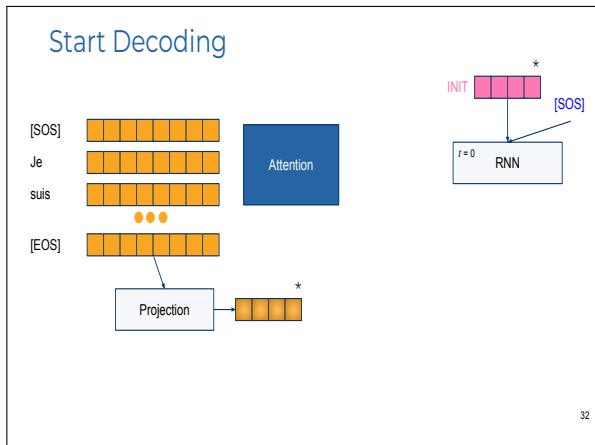 Start Decoding
*
INIT
[SOS]
[SOS]
Je
suis
[EOS]
Attention
t = 0
RNN
*
Projection
32